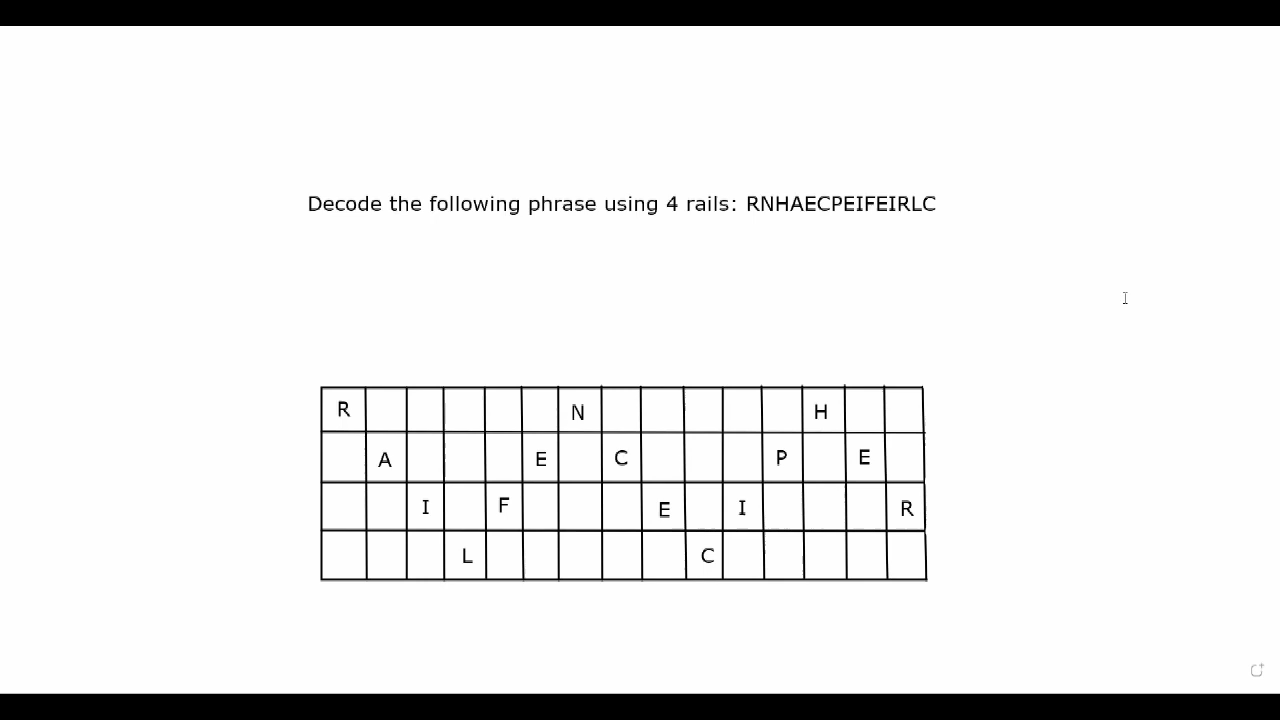 Decode the following phrase using 4 rails: RNHAECPEIFEIRLC
R N H
A E C P E
I F E I R
L C